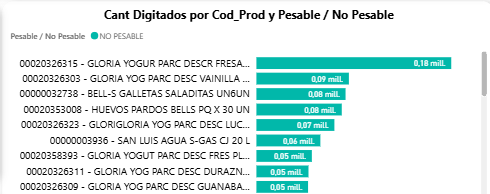 Cant Digitados por Cod_Prod y Pesable / No Pesable
Pesable / No Pesable NO PESABLE
00020326315 - GLORIA YOGUR PARC DESCR FRESA... 0,18 mill.
00020326303 - GLORIA YOG PARC DESC VAINILLA ... 0,09 mill.
00000032738 - BELL-S GALLETAS SALADITAS UN6UN 0,08 mill.
00020353008 - HUEVOS PARDOS BELLS PQ X 30 UN 0,08 mill.
00020326323 - GLORIGLORIA YOG PARC DESC LUC... 0,07 mill.
00000003936 - SAN LUIS AGUA S-GAS CJ 20 L 0,06 mill.
00020358393 - GLORIA YOGUT PARC DESC FRES PL... 0,05 mill.
00020326311 - GLORIA YOG PARC DESC DURAZN... 0,05 mill.
00020326309 - GLORIA YOG PARC DESC GUANABA... 0,05 mill.